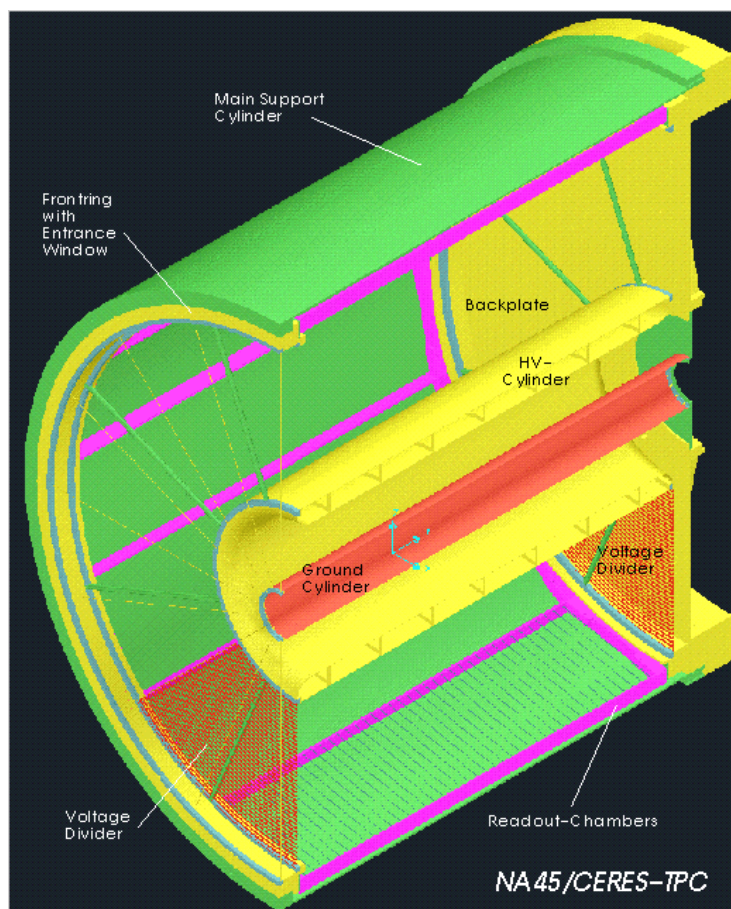 Main Support
Cylinder
Frontring
with
Entrance
Window
Backplate
HV-
Cylinder
Ground
Cylinder
Voltage
Divider
Voltage
Divider
Readout-Chambers
NA45/CERES-TPC